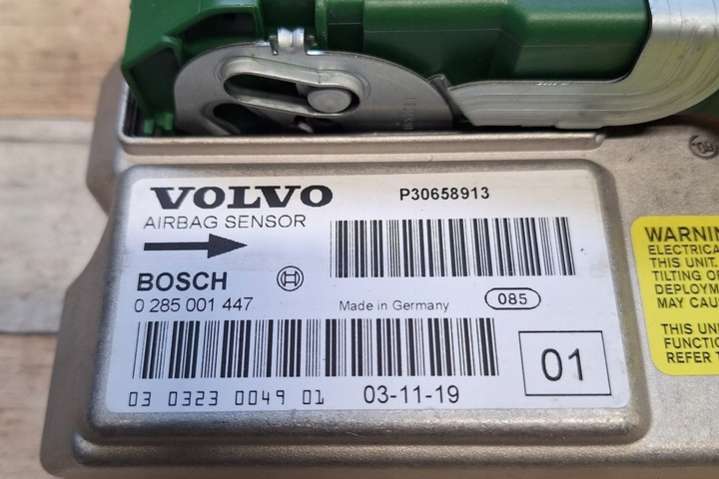 VOLVO
P30658913
AIRBAG SENSOR
BOSCH
0 285 001 447
Made in Germany
085
03 0323 0049 01
03-11-19
01
WARNIN
ELECTRICA
THIS UNIT.
TILTING O
DEPLOYM
MAY CAU
THIS UN
FUNCTIO
REFER T